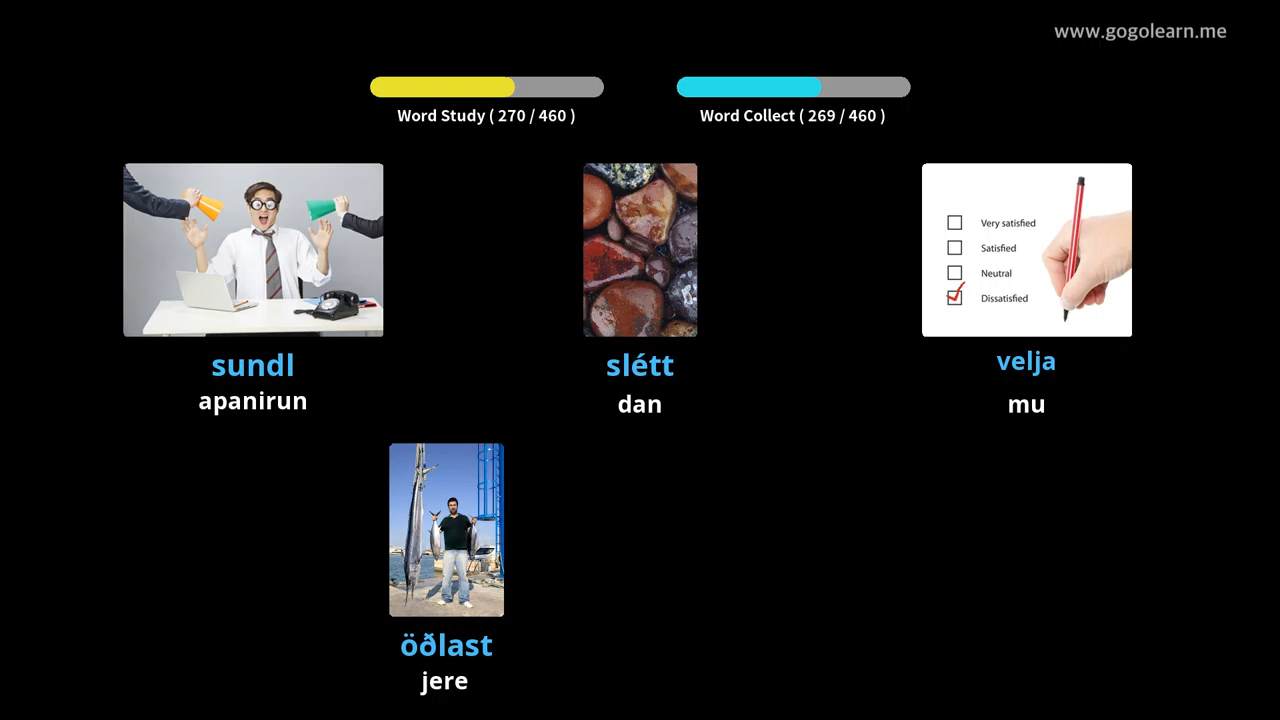 www.gogolearn.me
Word Study ( 270 / 460 )
Word Collect ( 269 / 460 )
Very satisfied
Satisfied
Neutral
Dissatisfied
sundl
apanirun
slétt
dan
velja
mu
öðlast
jere